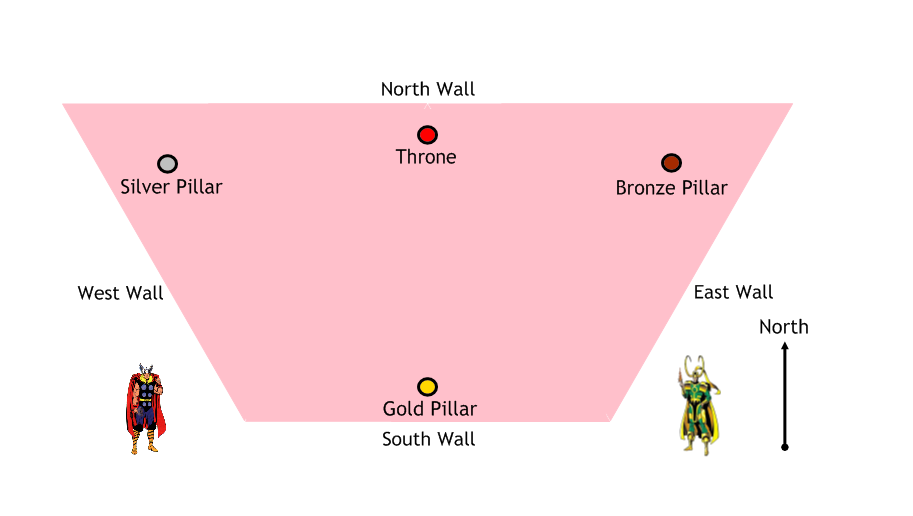 North Wall
Throne
Silver Pillar
Bronze Pillar
West Wall
East Wall
North
Gold Pillar
South Wall